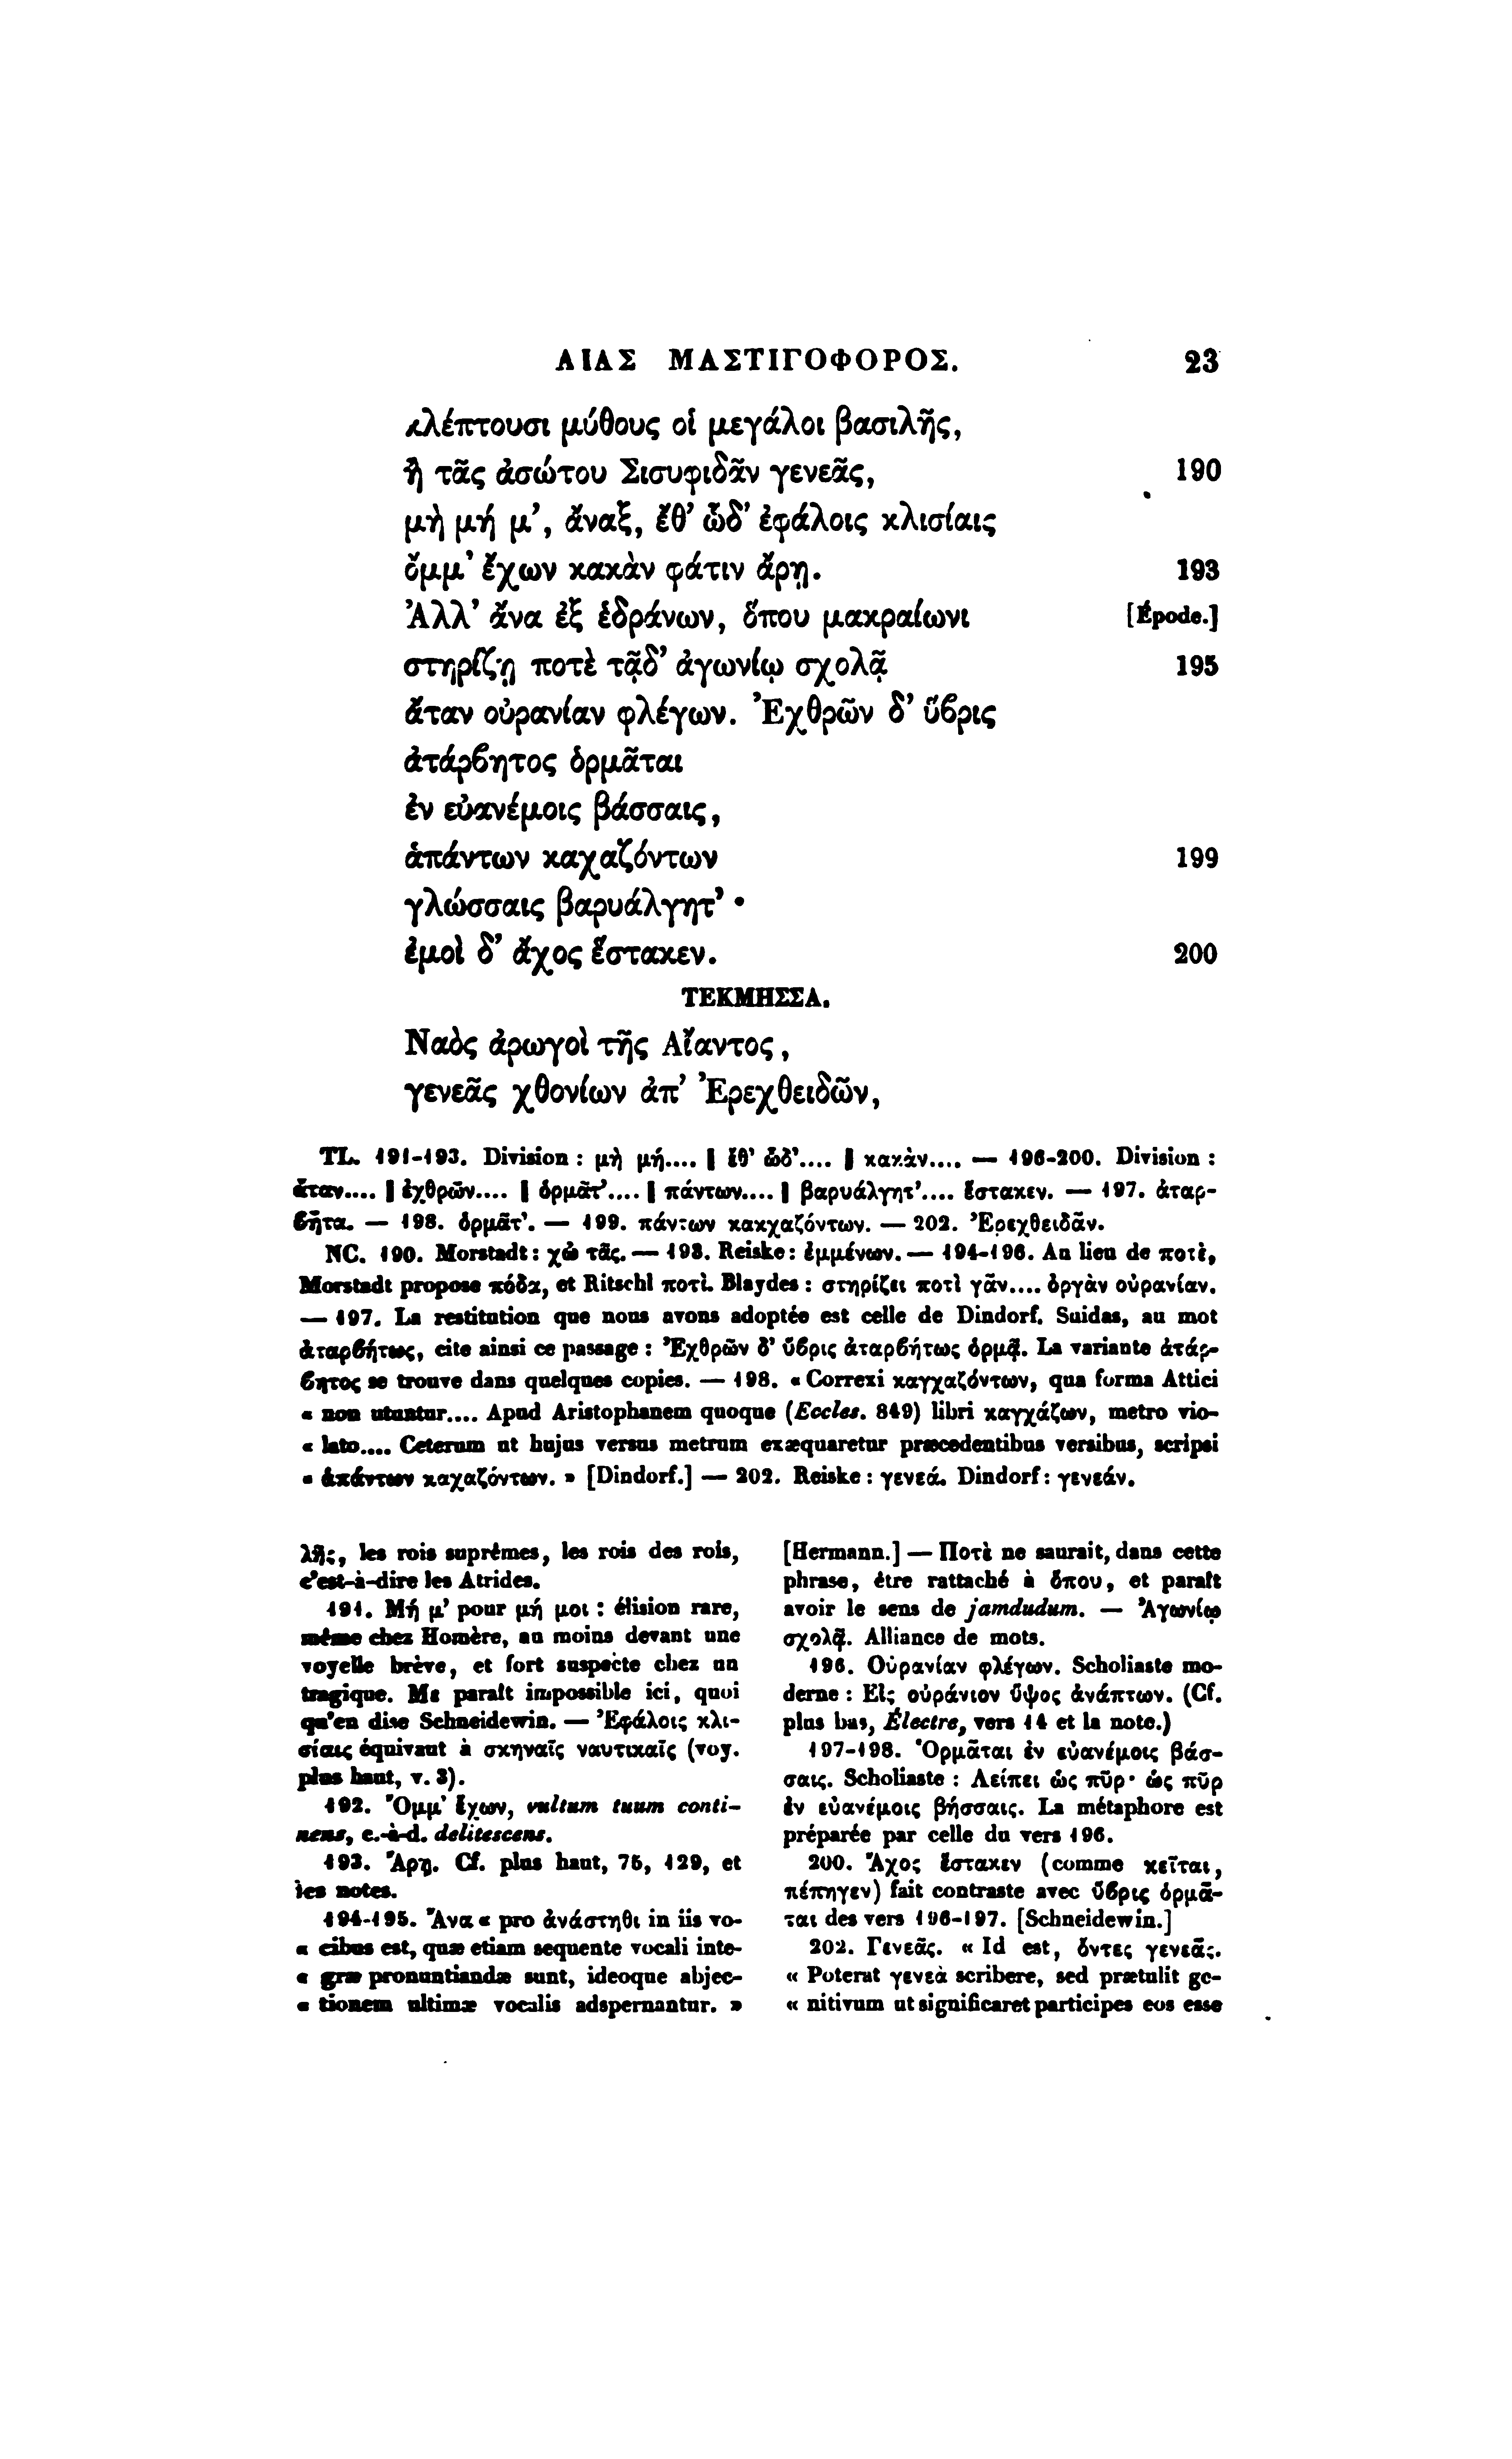 ΑΙΑΣ ΜΑΣΤΙΓΟΦΟΡΟΣ. 23
κλέπτουσι μύθους οἱ μεγάλοι βασιλῆς,
ἢ τᾶς ἀσώτου Σισυφιδᾶν γενεᾶς, 190
μὴ μή μ', ἄναξ, ἔθ' ὧδ' ἐφάλοις κλισίαις
ὄμμ' ἔχων κακὰν φάτιν ἄρῃ. 193
Ἀλλ' ἄνα ἐξ ἑδράνων, ὅπου μακραίωνι [Épode.]
στηρίζῃ ποτὲ τᾷδ' ἀγωνίῳ σχολᾷ 195
ἄταν οὐρανίαν φλέγων. Ἐχθρῶν δ' ὕϐρις
ἀτάρϐητος ὁρμᾶται
ἐν εὐανέμοις βάσσαις,
ἁπάντων καχαζόντων 199
γλώσσαις βαρυάλγητ' ·
ἐμοὶ δ' ἄχος ἕστακεν. 200
ΤΕΚΜΗΣΣΑ.
Ναὸς ἀρωγοὶ τῆς Αἴαντος,
γενεᾶς χθονίων ἀπ' Ἐρεχθειδῶν,
TL. 191-193. Division : μὴ μή.... | ἔθ' ὧδ'.... | κακὰν.... — 196-200. Division :
ἄταν.... | ἐχθρῶν.... | ὁρμᾶτ'.... | πάντων.... | βαρυάλγητ'.... ἕστακεν. — 197. ἀταρ-
ϐῆτα. — 198. ὁρμᾶτ'. — 199. πάντων κακχαζόντων. — 202. Ἐρεχθειδᾶν.
NC. 190. Morstadt : χὠ τᾶς. — 193. Reiske : ἐμμένων. — 194-196. Au lieu de ποτὲ,
Morstadt propose πόδα, et Ritschl ποτὶ. Blaydes : στηρίζει ποτὶ γᾶν.... ὀργὰν οὐρανίαν.
— 197. La restitution que nous avons adoptée est celle de Dindorf. Suidas, au mot
ἀταρϐήτως, cite ainsi ce passage : Ἐχθρῶν δ' ὕϐρις ἀταρϐήτως ὁρμᾷ. La variante ἀτάρ-
ϐητος se trouve dans quelques copies. — 198. « Correxi καγχαζόντων, qua forma Attici
« non utuntur.... Apud Aristophanem quoque (Eccles. 849) libri καγχάζων, metro vio-
« lato.... Ceterum ut hujus versus metrum exæquaretur præcedentibus versibus, scripsi
« ἁπάντων καχαζόντων. » [Dindorf.] — 202. Reiske : γενεά. Dindorf : γενεάν.
λῆς, les rois suprêmes, les rois des rois,
c'est-à-dire les Atrides.
191. Μή μ' pour μή μοι : élision rare,
même chez Homère, au moins devant une
voyelle brève, et fort suspecte chez un
tragique. Με paraît impossible ici, quoi
qu'en dise Schneidewin. — Ἐφάλοις κλι-
σίαις équivaut à σκηναῖς ναυτικαῖς (voy.
plus haut, v. 3).
192. Ὄμμ' ἔχων, vultum tuum conti-
nens, c.-à-d. delitescens.
193. Ἄρῃ. Cf. plus haut, 75, 129, et
les notes.
194-195. Ἄνα « pro ἀνάστηθι in iis vo-
« cibus est, quæ etiam sequente vocali inte-
« græ pronuntiandæ sunt, ideoque abjec-
« tionem ultimæ vocalis adspernantur. »
[Hermann.] — Ποτὲ ne saurait, dans cette
phrase, être rattaché à ὅπου, et paraît
avoir le sens de jamdudum. — Ἀγωνίῳ
σχολᾷ. Alliance de mots.
196. Οὐρανίαν φλέγων. Scholiaste mo-
derne : Εἰς οὐράνιον ὕψος ἀνάπτων. (Cf.
plus bas, Électre, vers 14 et la note.)
197-198. Ὁρμᾶται ἐν εὐανέμοις βάσ-
σαις. Scholiaste : Λείπει ὡς πῦρ· ὡς πῦρ
ἐν εὐανέμοις βήσσαις. La métaphore est
préparée par celle du vers 196.
200. Ἄχος ἕστακεν (comme κεῖται,
πέπηγεν) fait contraste avec ὕϐρις ὁρμᾶ-
ται des vers 196-197. [Schneidewin.]
202. Γενεᾶς. « Id est, ὄντες γενεᾶς.
« Poterat γενεὰ scribere, sed prætulit ge-
« nitivum ut significaret participes eos esse